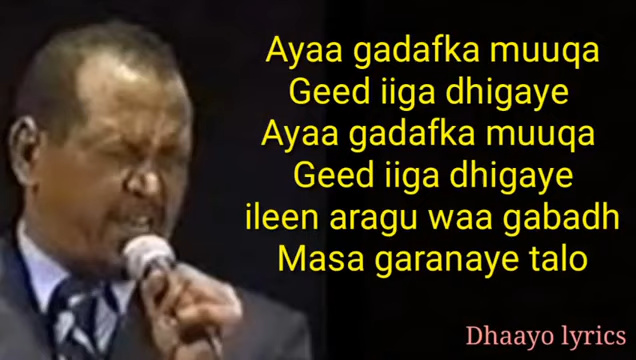 Ayaa gadafka muuqa
Geed iiga dhigaye
Ayaa gadafka muuqa
Geed iiga dhigaye
ileen aragu waa gabadh
Masa garanaye talo
Dhaayo lyrics